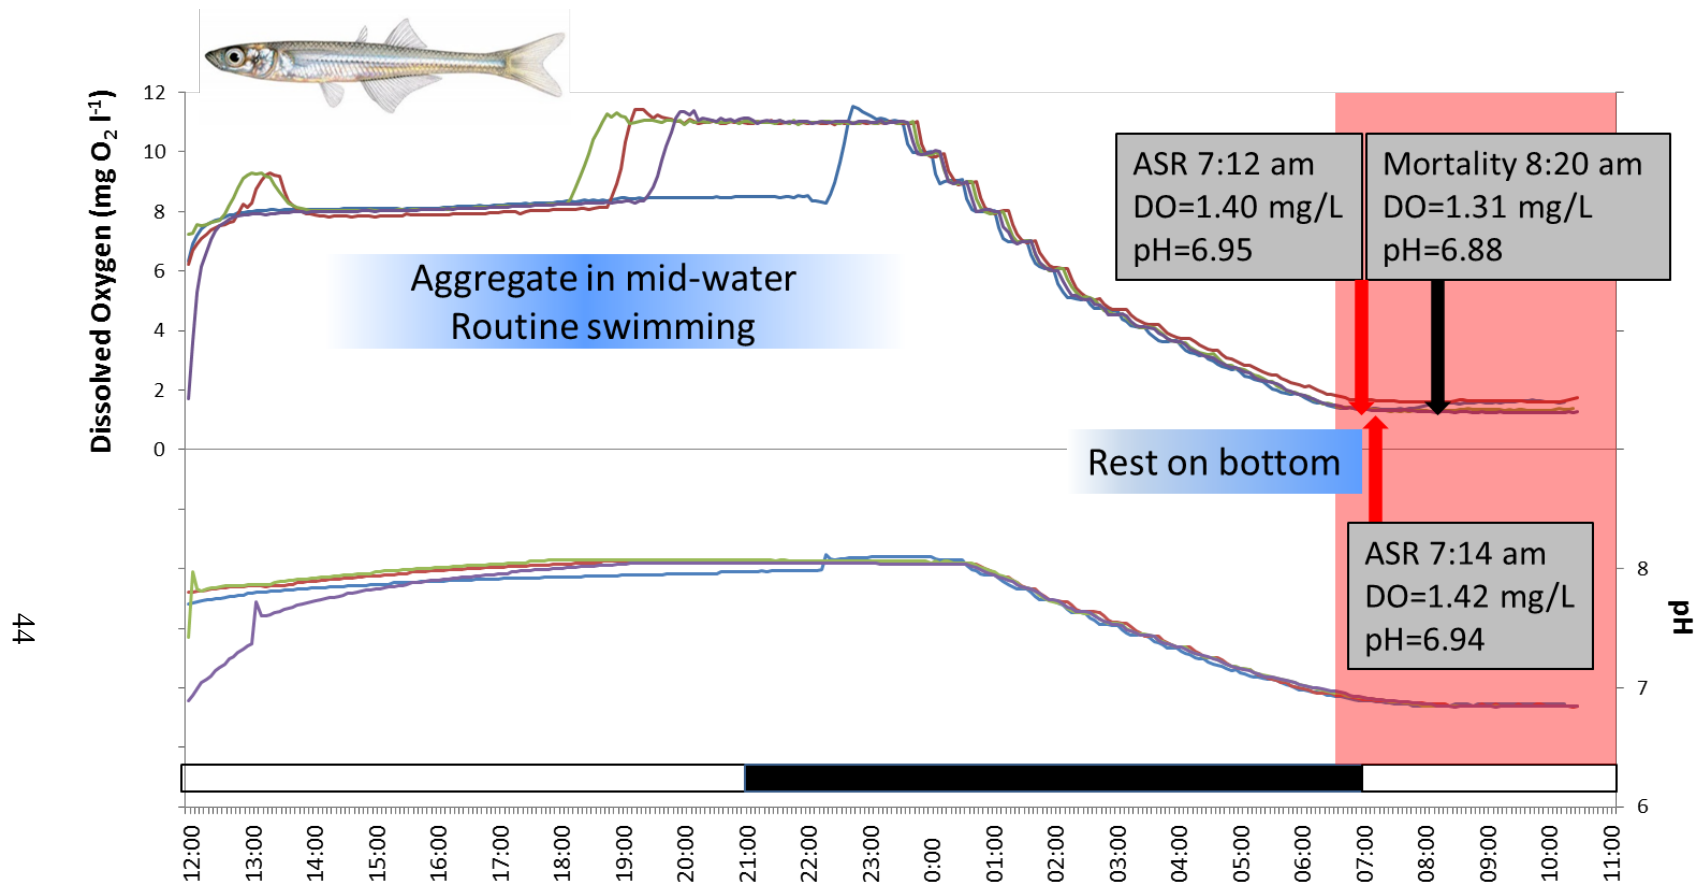 12
10
8
6
4
2
0
Dissolved Oxygen (mg O2 l-1)
Aggregate in mid-water
Routine swimming
ASR 7:12 am
DO=1.40 mg/L
pH=6.95
Mortality 8:20 am
DO=1.31 mg/L
pH=6.88
Rest on bottom
ASR 7:14 am
DO=1.42 mg/L
pH=6.94
8
7
6
pH
44
12:00
13:00
14:00
15:00
16:00
17:00
18:00
19:00
20:00
21:00
22:00
23:00
0:00
01:00
02:00
03:00
04:00
05:00
06:00
07:00
08:00
09:00
10:00
11:00